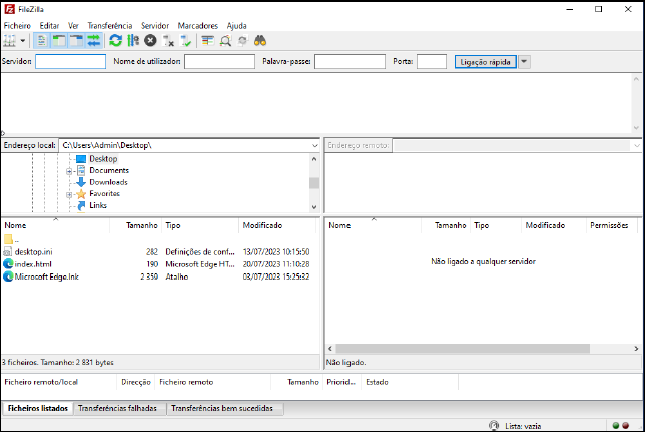 FileZilla
Ficheiro Editar Ver Transferência Servidor Marcadores Ajuda
Servidor: Nome de utilizador: Palavra-passe: Porta: Ligação rápida
Endereço local: C:\Users\Admin\Desktop\ Endereço remoto:
Desktop
Documents
Downloads
Favorites
Links
Nome Tamanho Tipo Modificado Nome Tamanho Tipo Modificado Permissões
..
desktop.ini 282 Definições de conf... 13/07/2023 10:15:50
index.html 190 Microsoft Edge HT... 20/07/2023 11:10:28
Microsoft Edge.lnk 2 359 Atalho 03/07/2023 15:25:32
Não ligado a qualquer servidor
3 ficheiros. Tamanho: 2 831 bytes Não ligado.
Ficheiro remoto/local Direcção Ficheiro remoto Tamanho Priorid... Estado
Ficheiros listados Transferências falhadas Transferências bem sucedidas
Lista: vazia